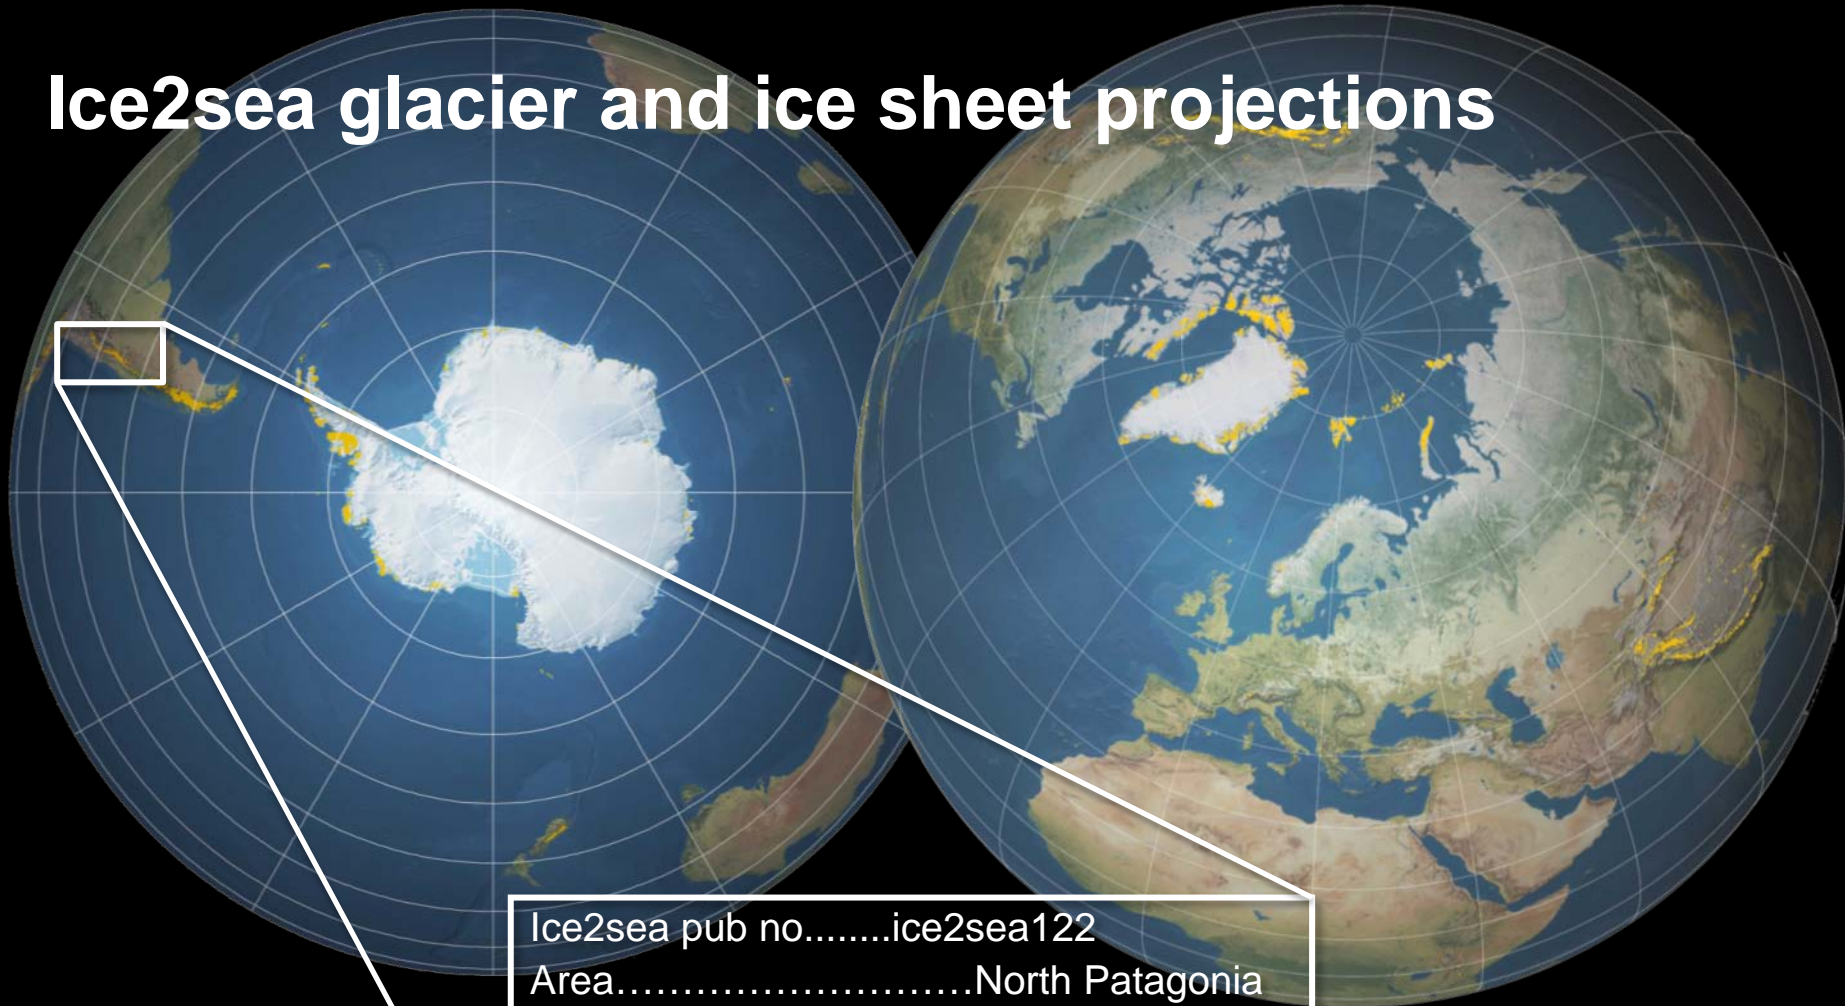 Ice2sea glacier and ice sheet projections
Ice2sea pub no........ice2sea122
Area...........................North Patagonia